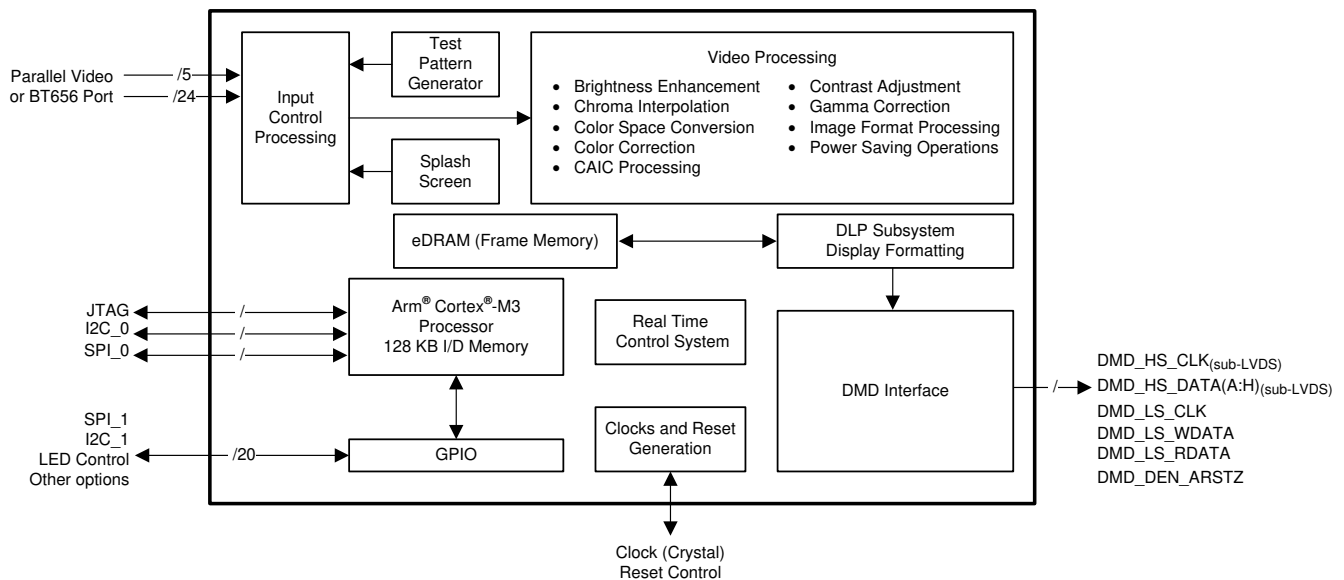 Parallel Video
or BT656 Port
/5
/24
Input
Control
Processing
Test
Pattern
Generator
Splash
Screen
Video Processing
• Brightness Enhancement
• Chroma Interpolation
• Color Space Conversion
• Color Correction
• CAIC Processing
• Contrast Adjustment
• Gamma Correction
• Image Format Processing
• Power Saving Operations
eDRAM (Frame Memory)
DLP Subsystem
Display Formatting
JTAG
I2C_0
SPI_0
/
/
/
Arm® Cortex®-M3
Processor
128 KB I/D Memory
Real Time
Control System
DMD Interface
/
DMD_HS_CLK(sub-LVDS)
DMD_HS_DATA(A:H)(sub-LVDS)
DMD_LS_CLK
DMD_LS_WDATA
DMD_LS_RDATA
DMD_DEN_ARSTZ
SPI_1
I2C_1
LED Control
Other options
/20
GPIO
Clocks and Reset
Generation
Clock (Crystal)
Reset Control